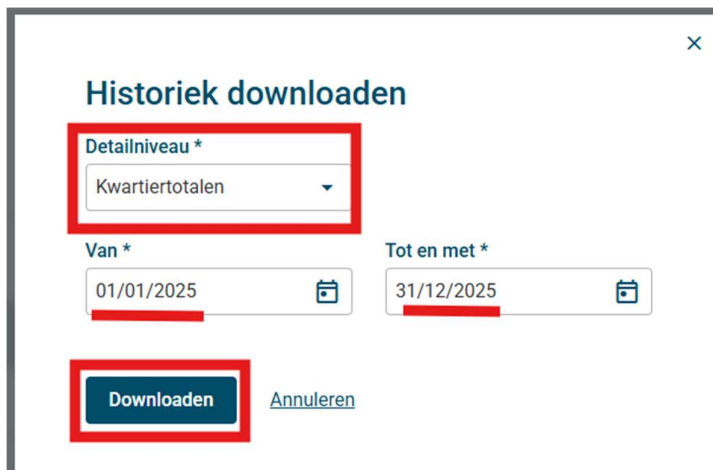 Historiek downloaden
Detailniveau *
Kwartiertotalen
Van *
Tot en met *
01/01/2025
31/12/2025
Downloaden
Annuleren